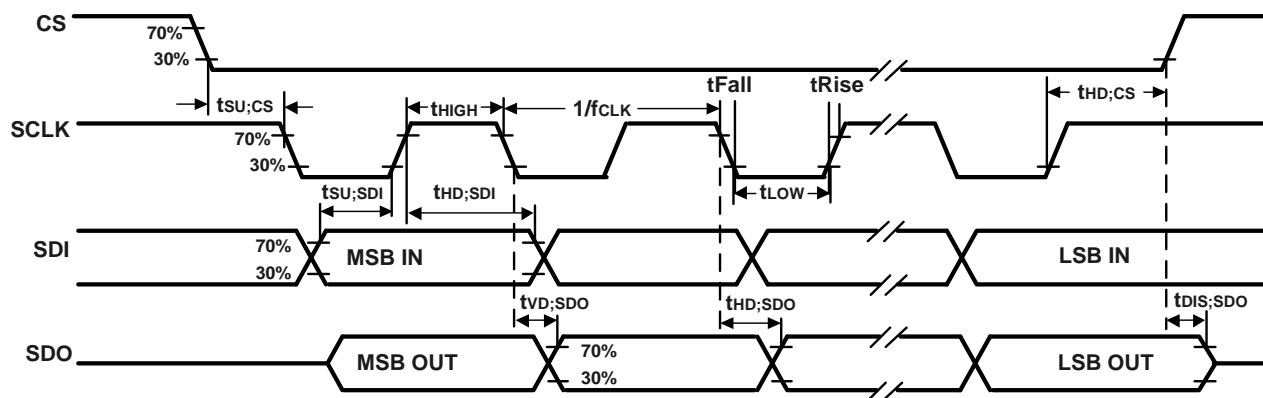 CS
70%
30%
tFall
tRise
tSU;CS
tHIGH
1/fCLK
tHD;CS
SCLK
70%
30%
tSU;SDI
tHD;SDI
tLOW
SDI
70%
30%
MSB IN
LSB IN
tVD;SDO
tHD;SDO
tDIS;SDO
SDO
MSB OUT
70%
30%
LSB OUT